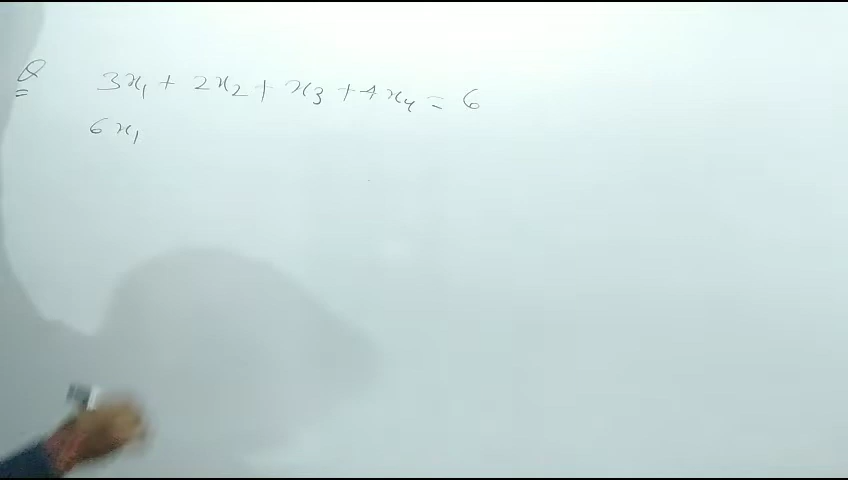 Q 3x₁ + 2x₂ + x₃ + 4x₄ = 6
6x₁